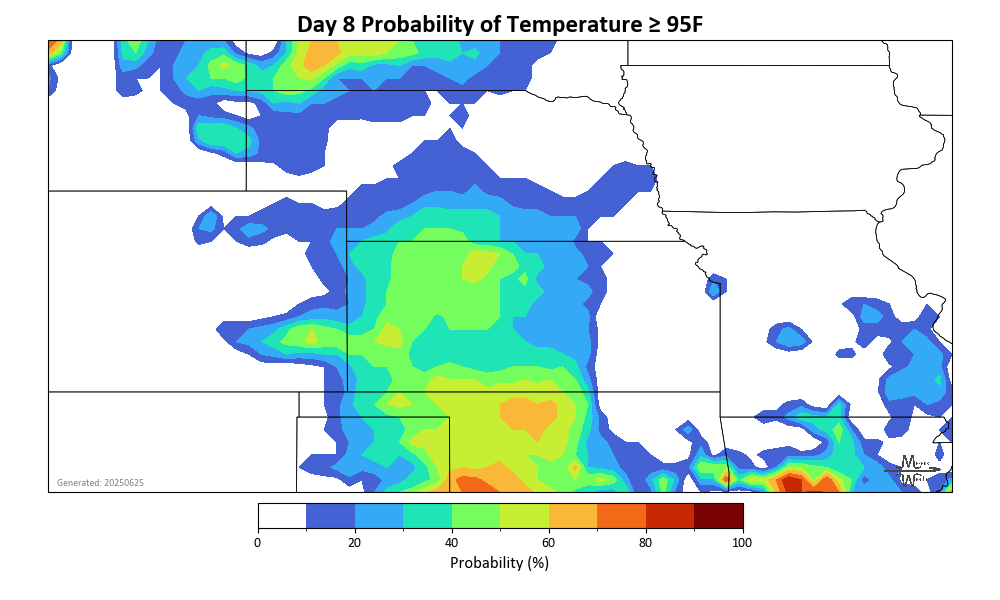 Day 8 Probability of Temperature ≥ 95F
Generated: 20250625
0 20 40 60 80 100
Probability (%)